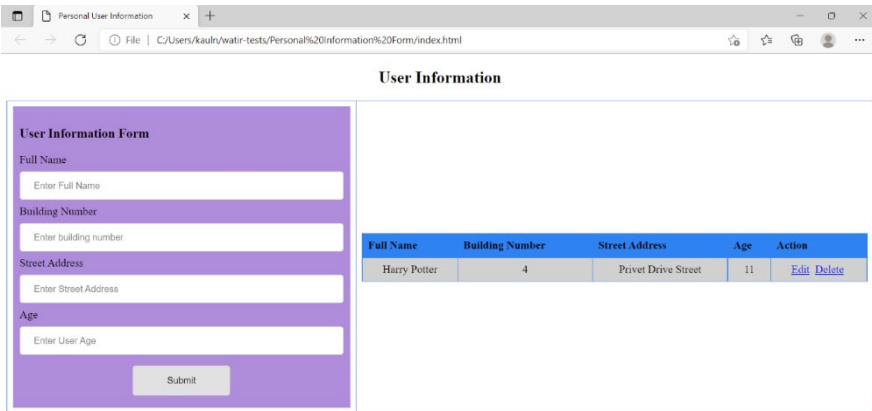 Personal User Information
File | C:/Users/kauln/watir-tests/Personal%20Information%20Form/index.html
User Information
User Information Form
Full Name
Enter Full Name
Building Number
Enter building number
Street Address
Enter Street Address
Age
Enter User Age
Submit
Full Name Building Number Street Address Age Action
Harry Potter 4 Privet Drive Street 11 Edit Delete